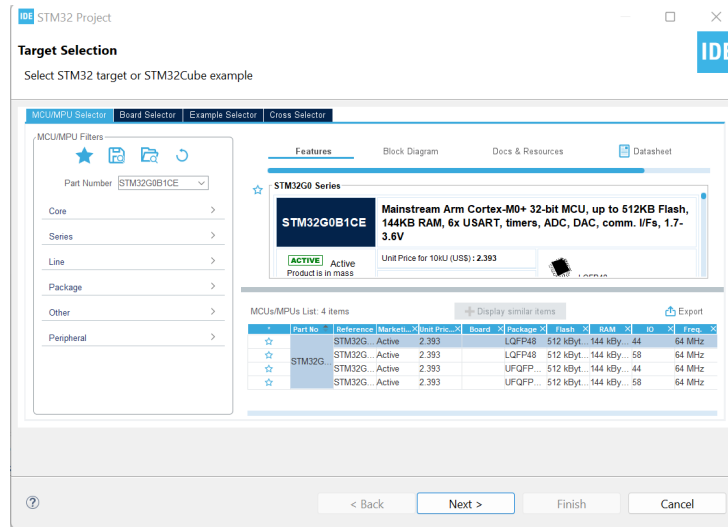 IDE STM32 Project
Target Selection
Select STM32 target or STM32Cube example
IDE
MCU/MPU Selector Board Selector Example Selector Cross Selector
MCU/MPU Filters
Part Number STM32G0B1CE
Core
Series
Line
Package
Other
Peripheral
Features Block Diagram Docs & Resources Datasheet
STM32G0 Series
STM32G0B1CE
Mainstream Arm Cortex-M0+ 32-bit MCU, up to 512KB Flash,
144KB RAM, 6x USART, timers, ADC, DAC, comm. I/Fs, 1.7-
3.6V
ACTIVE Active
Product is in mass
Unit Price for 10kU (US$) : 2.393
MCUs/MPUs List: 4 items Display similar items Export
* Part No Reference Marketi... X Unit Pric... X Board X Package X Flash X RAM X IO X Freq. X
STM32G... Active 2.393 LQFP48 512 kByt... 144 kBy... 44 64 MHz
STM32G... Active 2.393 LQFP48 512 kByt... 144 kBy... 58 64 MHz
STM32G...
STM32G... Active 2.393 UFQFP... 512 kByt... 144 kBy... 44 64 MHz
STM32G... Active 2.393 UFQFP... 512 kByt... 144 kBy... 58 64 MHz
< Back Next > Finish Cancel